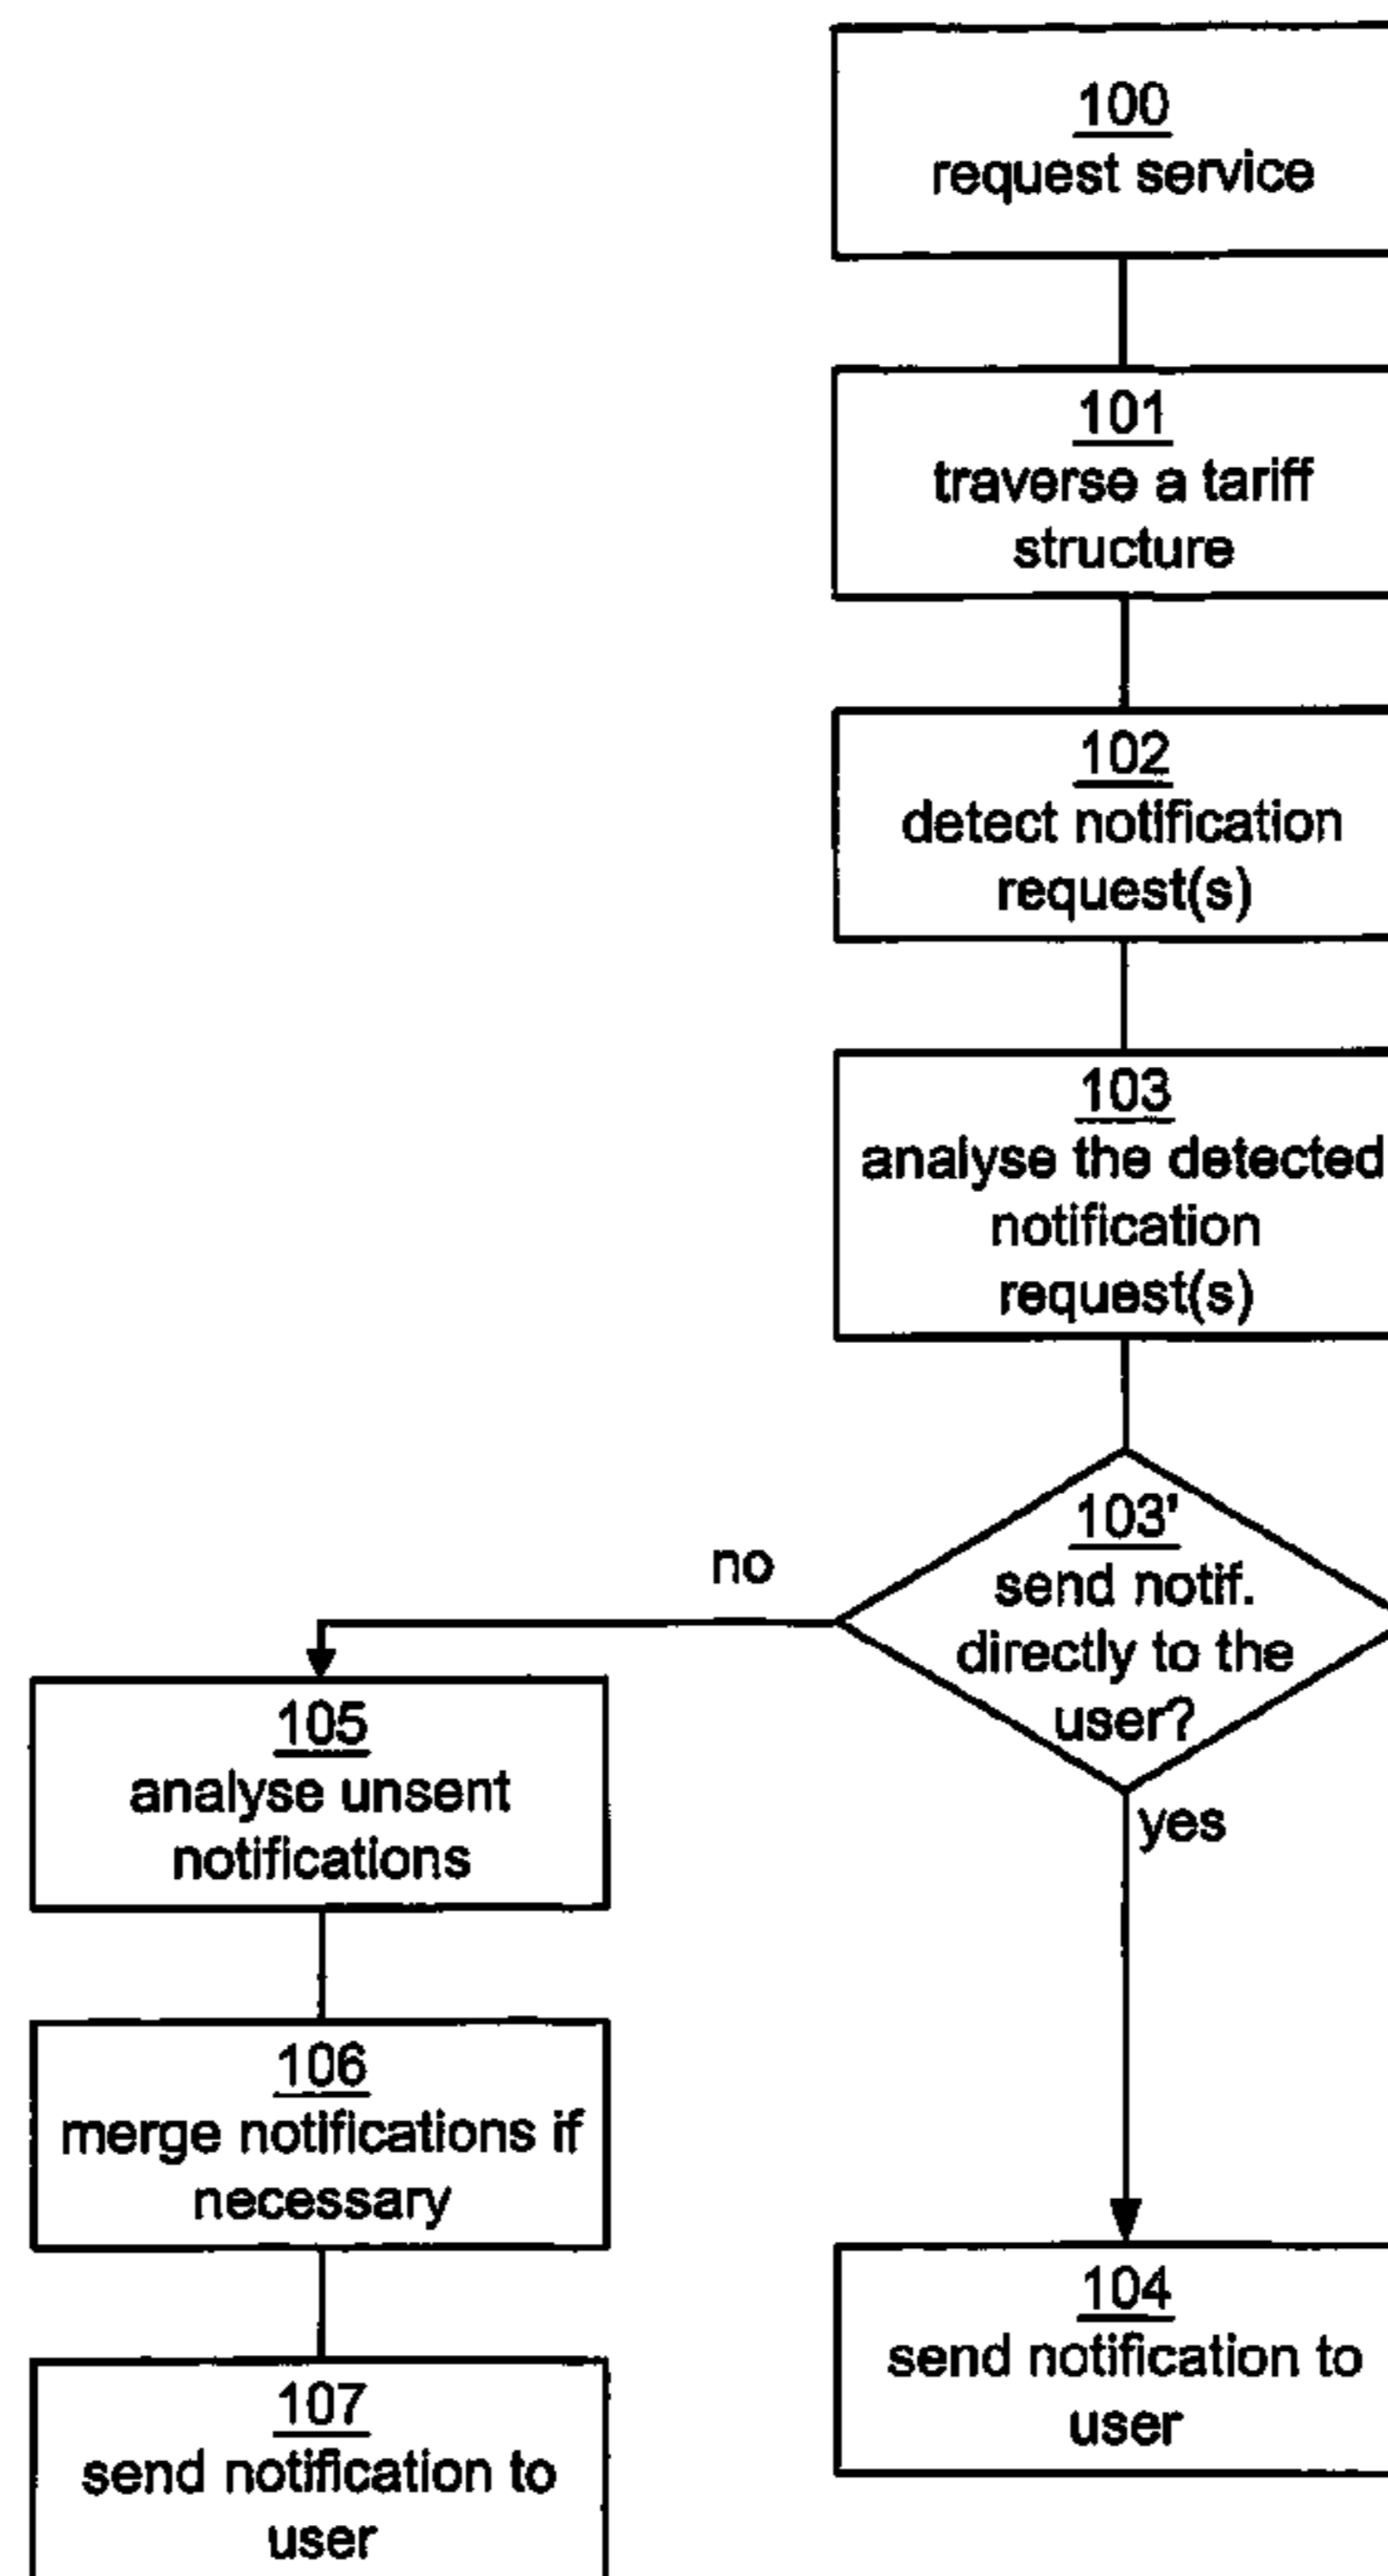 100
request service
101
traverse a tariff
structure
102
detect notification
request(s)
103
analyse the detected
notification
request(s)
103'
send notif.
directly to the
user?
no
yes
105
analyse unsent
notifications
106
merge notifications if
necessary
104
send notification to
user
107
send notification to
user